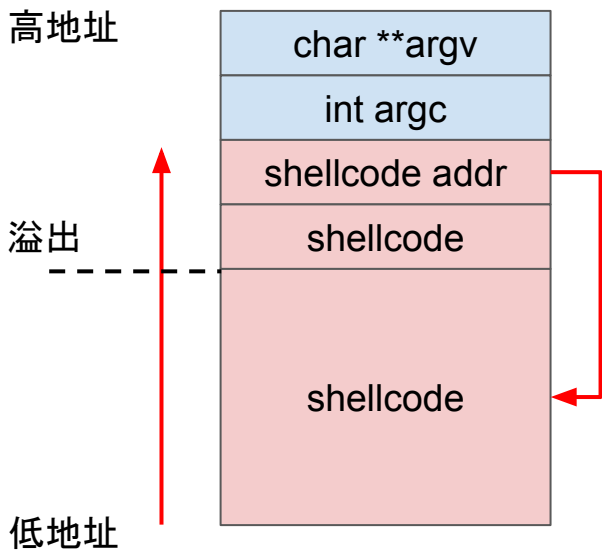 高地址
char **argv
int argc
shellcode addr
溢出
shellcode
shellcode
低地址